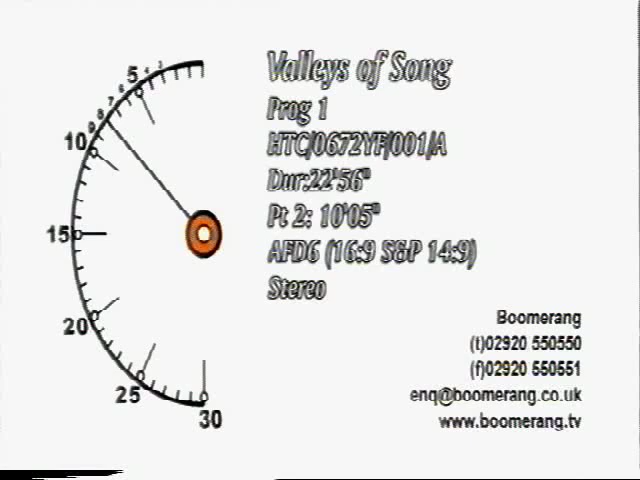 Valleys of Song
Prog 1
HTC/0672YF/001/A
Dur:22'56"
Pt 2: 10'05"
AFD6 (16:9 S&P 14:9)
Stereo
Boomerang
(t)02920 550550
(f)02920 550551
enq@boomerang.co.uk
www.boomerang.tv
5
10
15
20
25
30